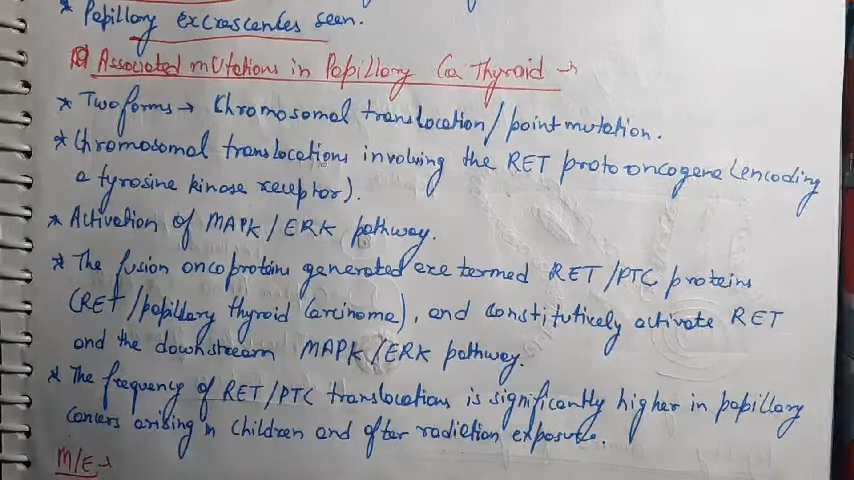 * Papillary excrascentes seen.
Associated mutations in Papillary Ca Thyroid →
* Two forms → Chromosomal translocation / point mutation.
* Chromosomal translocations involving the RET proto oncogene (encoding
a tyrosine kinase receptor).
* Activation of MAPK / ERK pathway.
* The fusion oncoproteins generated are termed RET / PTC proteins
(RET / papillary thyroid Carcinoma), and constitutively activate RET
and the downstream MAPK / ERK pathway.
* The frequency of RET / PTC translocations is significantly higher in papillary
cancers arising in children and after radiation exposure.
M/E →